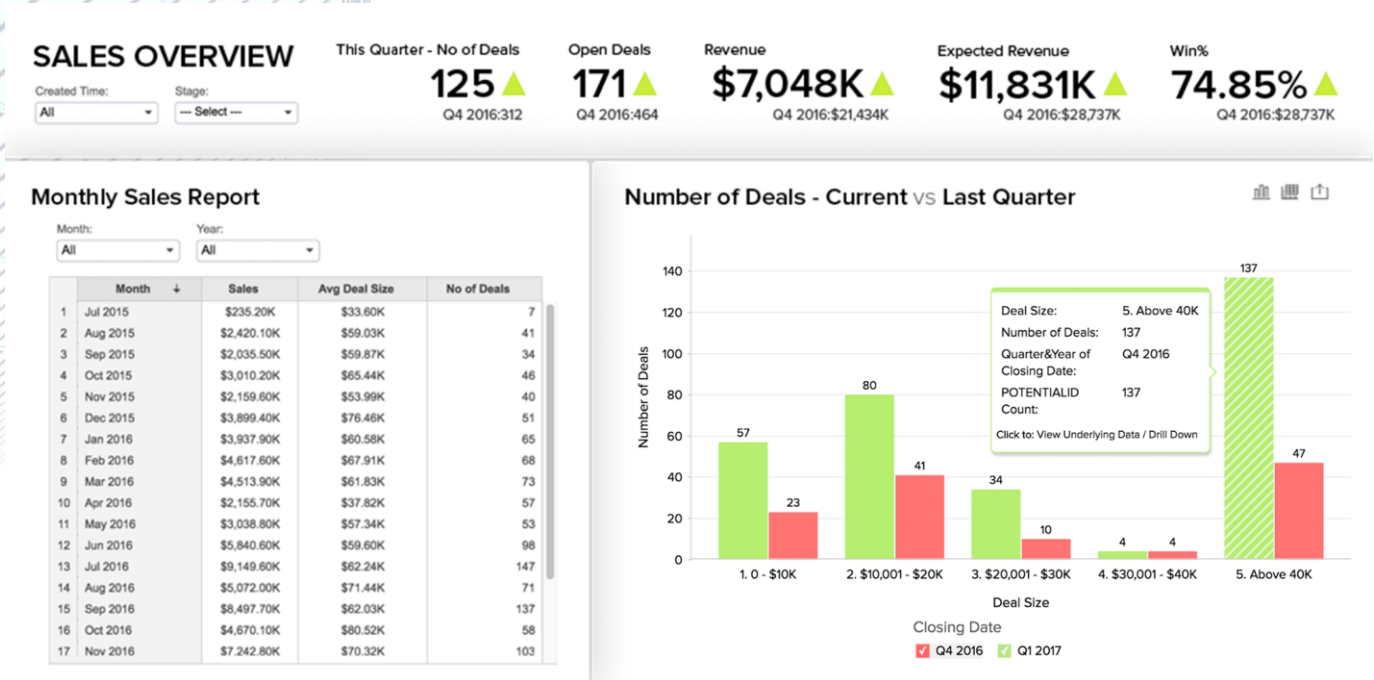 SALES OVERVIEW
Created Time:
Stage:
All
--- Select ---
This Quarter - No of Deals
125
Q4 2016:312
Open Deals
171
Q4 2016:464
Revenue
$7,048K
Q4 2016:$21,434K
Expected Revenue
$11,831K
Q4 2016:$28,737K
Win%
74.85%
Q4 2016:$28,737K
Monthly Sales Report
Month:
Year:
All
All
Month Sales Avg Deal Size No of Deals
1 Jul 2015 $235.20K $33.60K 7
2 Aug 2015 $2,420.10K $59.03K 41
3 Sep 2015 $2,035.50K $59.87K 34
4 Oct 2015 $3,010.20K $65.44K 46
5 Nov 2015 $2,159.60K $53.99K 40
6 Dec 2015 $3,899.40K $76.46K 51
7 Jan 2016 $3,937.90K $60.58K 65
8 Feb 2016 $4,617.60K $67.91K 68
9 Mar 2016 $4,513.90K $61.83K 73
10 Apr 2016 $2,155.70K $37.82K 57
11 May 2016 $3,038.80K $57.34K 53
12 Jun 2016 $5,840.60K $59.60K 98
13 Jul 2016 $9,149.60K $62.24K 147
14 Aug 2016 $5,072.00K $71.44K 71
15 Sep 2016 $8,497.70K $62.03K 137
16 Oct 2016 $4,670.10K $80.52K 58
17 Nov 2016 $7.242.80K $70.32K 103
Number of Deals - Current vs Last Quarter
Number of Deals
140
120
100
80
60
40
20
0
57
23
80
41
34
10
4
4
137
47
Deal Size: 5. Above 40K
Number of Deals: 137
Quarter&Year of Q4 2016
Closing Date:
POTENTIALID 137
Count:
Click to: View Underlying Data / Drill Down
1. 0 - $10K
2. $10,001 - $20K
3. $20,001 - $30K
4. $30,001 - $40K
5. Above 40K
Deal Size
Closing Date
Q4 2016
Q1 2017